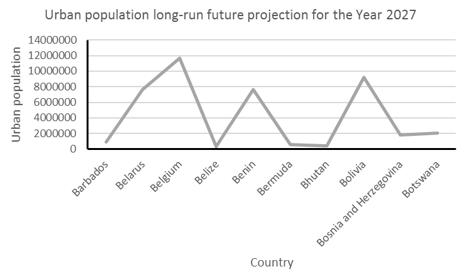 Urban population long-run future projection for the Year 2027
Urban population
14000000
12000000
10000000
8000000
6000000
4000000
2000000
0
Barbados
Belarus
Belgium
Belize
Benin
Bermuda
Bhutan
Bolivia
Bosnia and Herzegovina
Botswana
Country